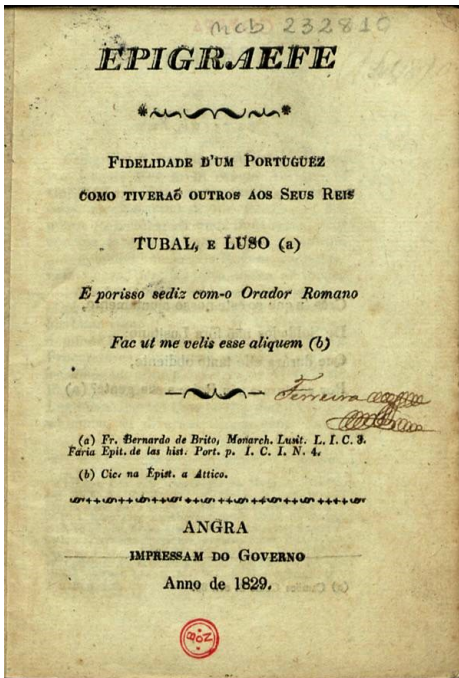 mcb 232810
EPIGRAEFE
FIDELIDADE D'UM PORTUGUEZ
COMO TIVERAÕ OUTROS AOS SEUS REIS
TUBAL, E LUSO (a)
E porisso sediz com-o Orador Romano
Fac ut me velis esse aliquem (b)
Ferreira
(a) Fr. Bernardo de Brito, Monarch. Lusit. L. I. C. 3.
Faria Epit. de las hist. Port. p. I. C. I. N. 4.
(b) Cic. na Épist. a Attico.
ANGRA
IMPRESSAM DO GOVERNO
Anno de 1829.